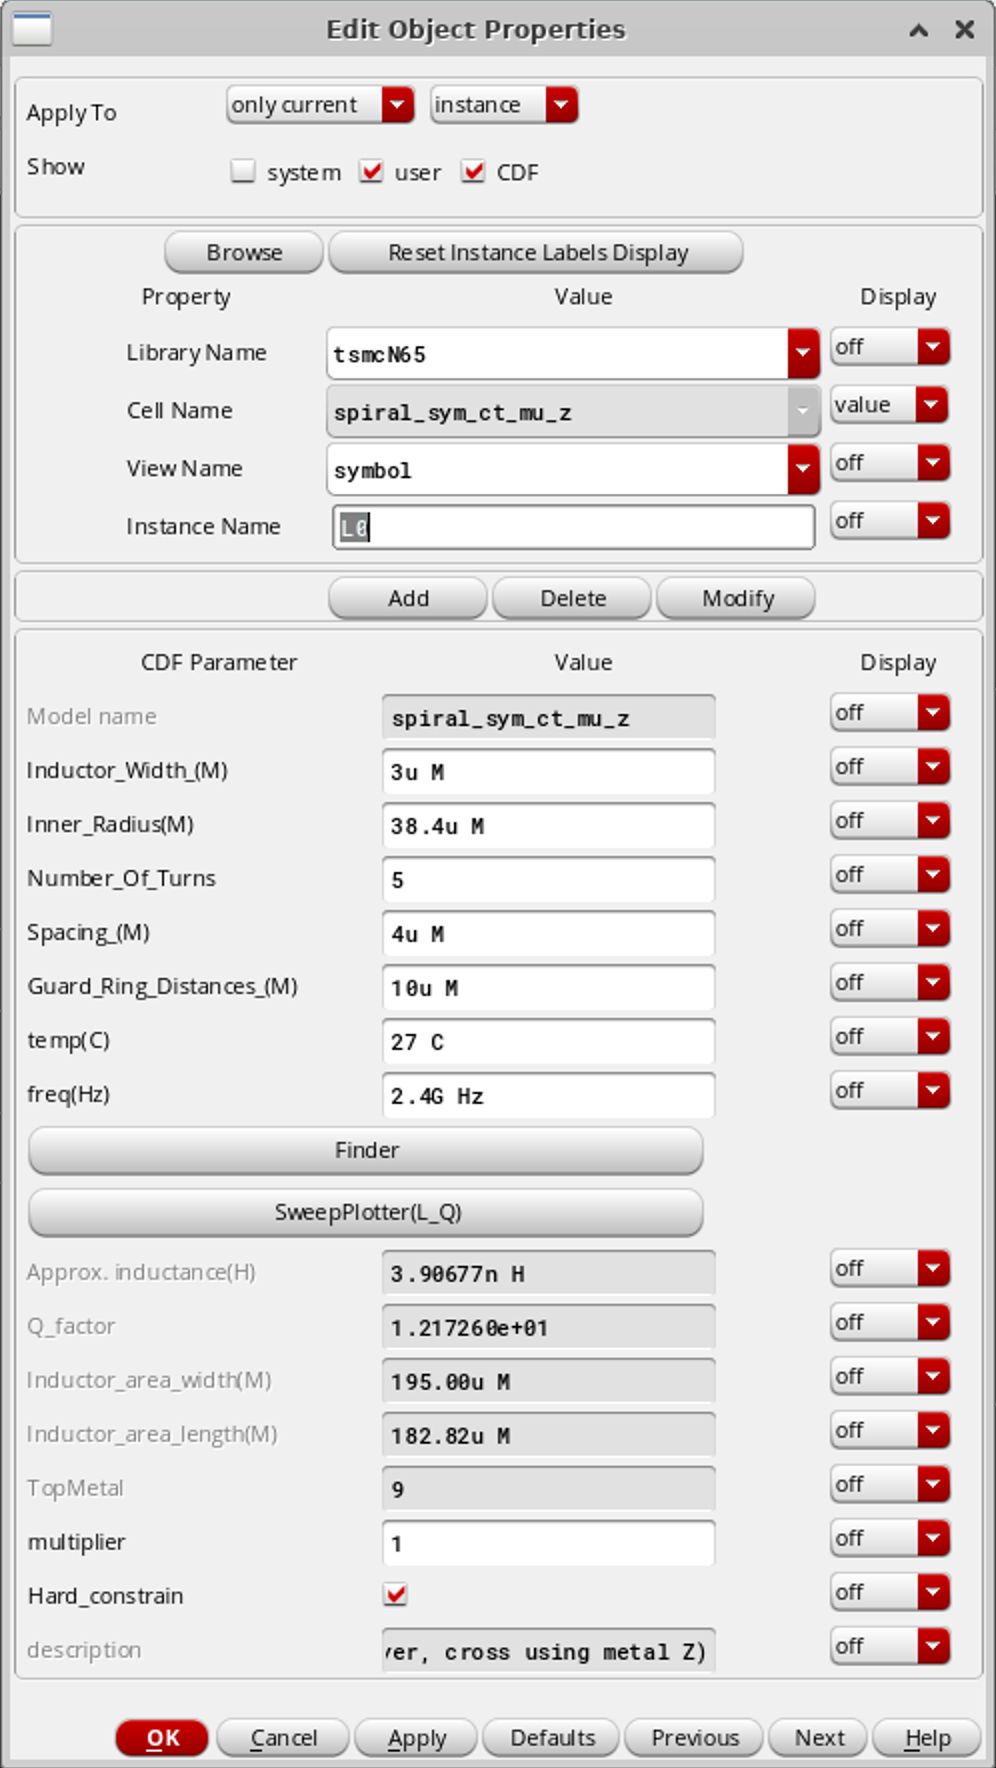 Edit Object Properties
Apply To only current instance
Show system user CDF
Browse Reset Instance Labels Display
Property Value Display
Library Name tsmcN65 off
Cell Name spiral_sym_ct_mu_z value
View Name symbol off
Instance Name L0 off
Add Delete Modify
CDF Parameter Value Display
Model name spiral_sym_ct_mu_z off
Inductor_Width_(M) 3u M off
Inner_Radius(M) 38.4u M off
Number_Of_Turns 5 off
Spacing_(M) 4u M off
Guard_Ring_Distances_(M) 10u M off
temp(C) 27 C off
freq(Hz) 2.4G Hz off
Finder
SweepPlotter(L_Q)
Approx. inductance(H) 3.90677n H off
Q_factor 1.217260e+01 off
Inductor_area_width(M) 195.00u M off
Inductor_area_length(M) 182.82u M off
TopMetal 9 off
multiplier 1 off
Hard_constrain off
description ver, cross using metal Z) off
OK Cancel Apply Defaults Previous Next Help